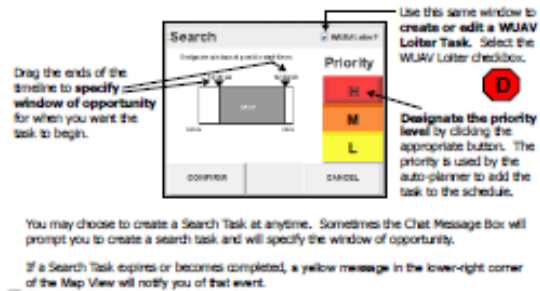 Use this same window to
create or edit a WUAV
Loiter Task. Select the
WUAV Loiter checkbox.
Search
WUAV Loiter?
Priority
D
Drag the ends of the
timeline to specify
window of opportunity
for when you want the
task to begin.
H
M
L
Designate the priority
level by clicking the
appropriate button. The
priority is used by the
auto-planner to add the
task to the schedule.
CONFIRM
CANCEL
You may choose to create a Search Task at anytime. Sometimes the Chat Message Box will
prompt you to create a search task and will specify the window of opportunity.
If a Search Task expires or becomes completed, a yellow message in the lower-right corner
of the Map View will notify you of that event.